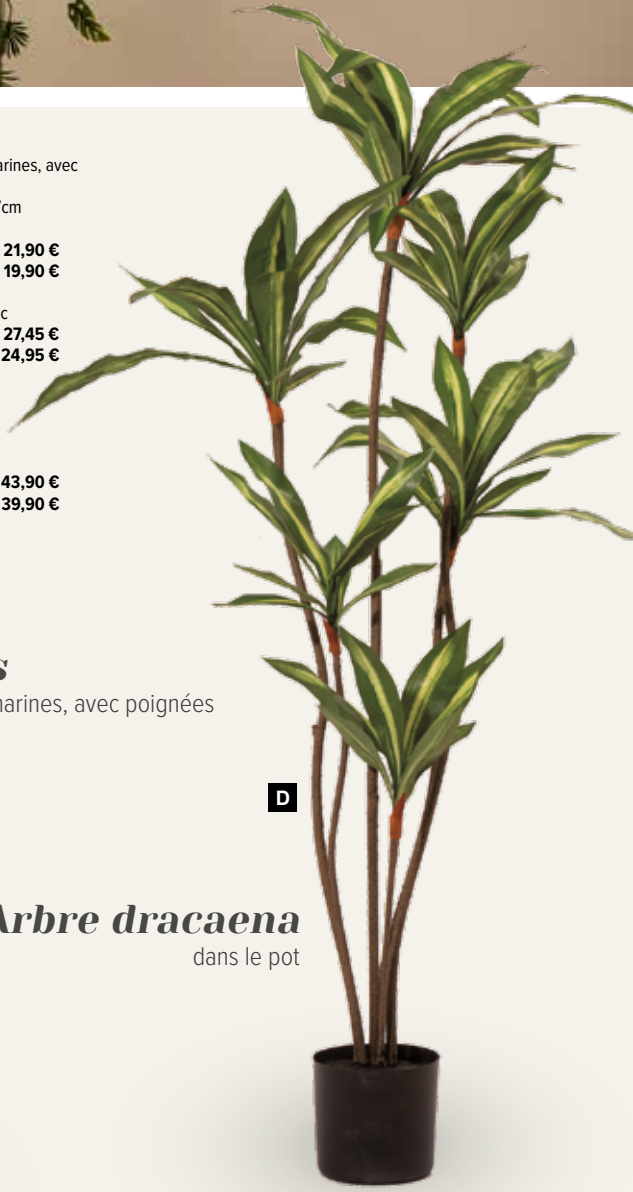 arines, avec
/cm
21,90 €
19,90 €
c
27,45 €
24,95 €
43,90 €
39,90 €
s
narines, avec poignées
D
Arbre dracaena
dans le pot